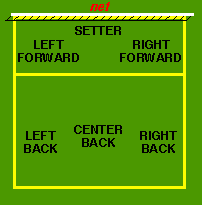 net
SETTER
LEFT FORWARD
RIGHT FORWARD
LEFT BACK
CENTER BACK
RIGHT BACK